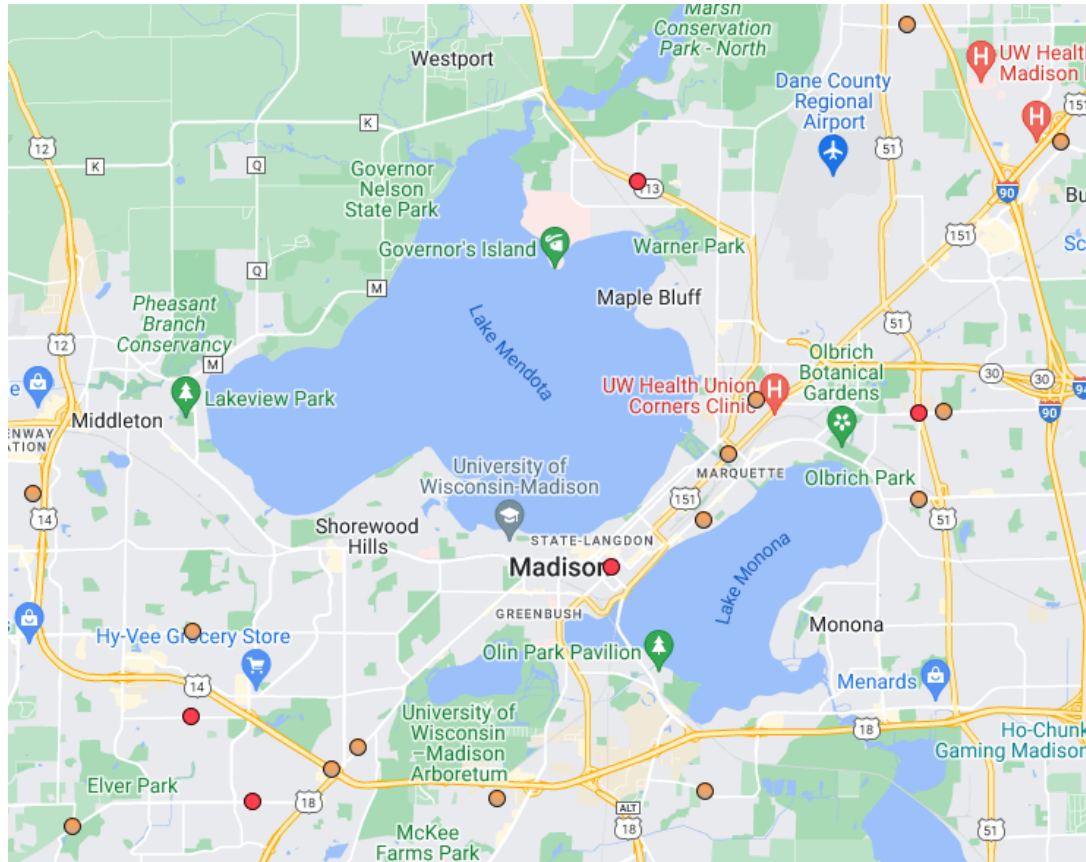 Marsh
Conservation
Park - North
Westport
UW Health
Madison
Dane County
Regional
Airport
151
12
K
K
51
Q
Governor
Nelson
State Park
113
90
Bu
151
Governor's Island
Warner Park
Sc
Q
M
Maple Bluff
Pheasant
Branch
Conservancy
Lake Mendota
51
12
M
Olbrich
Botanical
Gardens
30
30
94
UW Health Union
Corners Clinic
e
Lakeview Park
90
Middleton
ENWAY
ATION
University of
Wisconsin-Madison
MARQUETTE
Olbrich Park
14
151
51
Shorewood
Hills
STATE-LANGDON
Madison
Lake Monona
GREENBUSH
s
Hy-Vee Grocery Store
Monona
Olin Park Pavilion
Menards
14
University of
Wisconsin
–Madison
Arboretum
18
Ho-Chunk
Gaming Madison
Elver Park
18
ALT
18
51
McKee
Farms Park